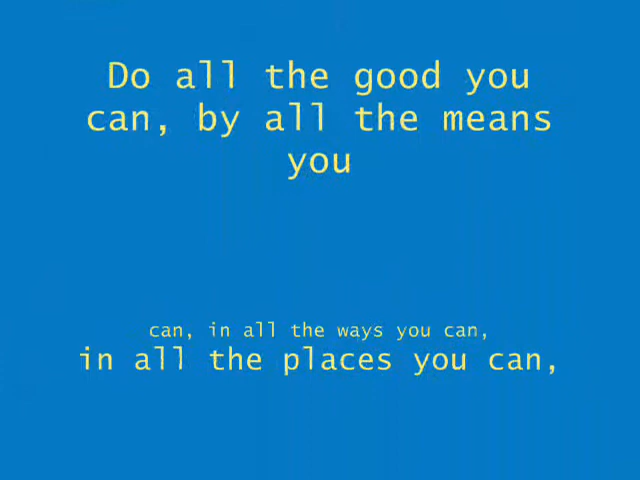 Do all the good you
can, by all the means
you
can, in all the ways you can,
in all the places you can,